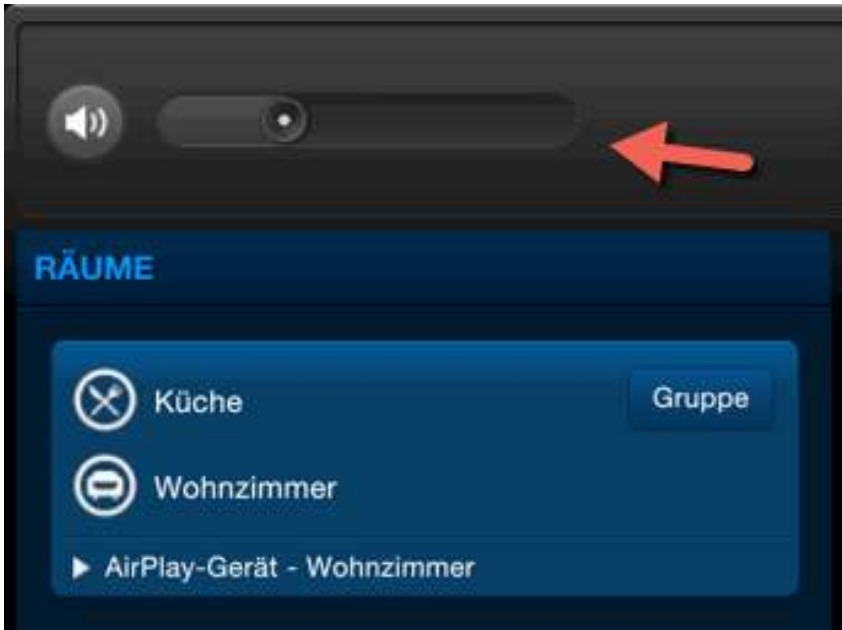 RÄUME
Küche
Gruppe
Wohnzimmer
AirPlay-Gerät - Wohnzimmer